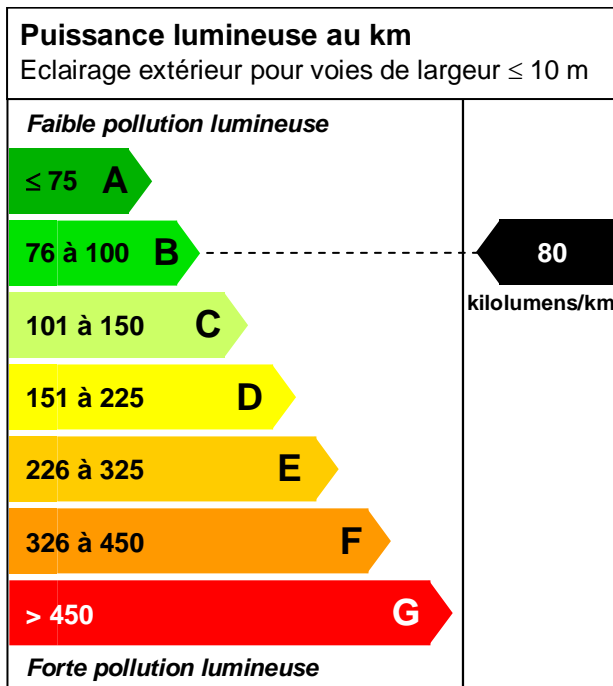 Puissance lumineuse au km
Eclairage extérieur pour voies de largeur ≤ 10 m
Faible pollution lumineuse
≤ 75 A
76 à 100 B
80
kilolumens/km
101 à 150 C
151 à 225 D
226 à 325 E
326 à 450 F
> 450 G
Forte pollution lumineuse